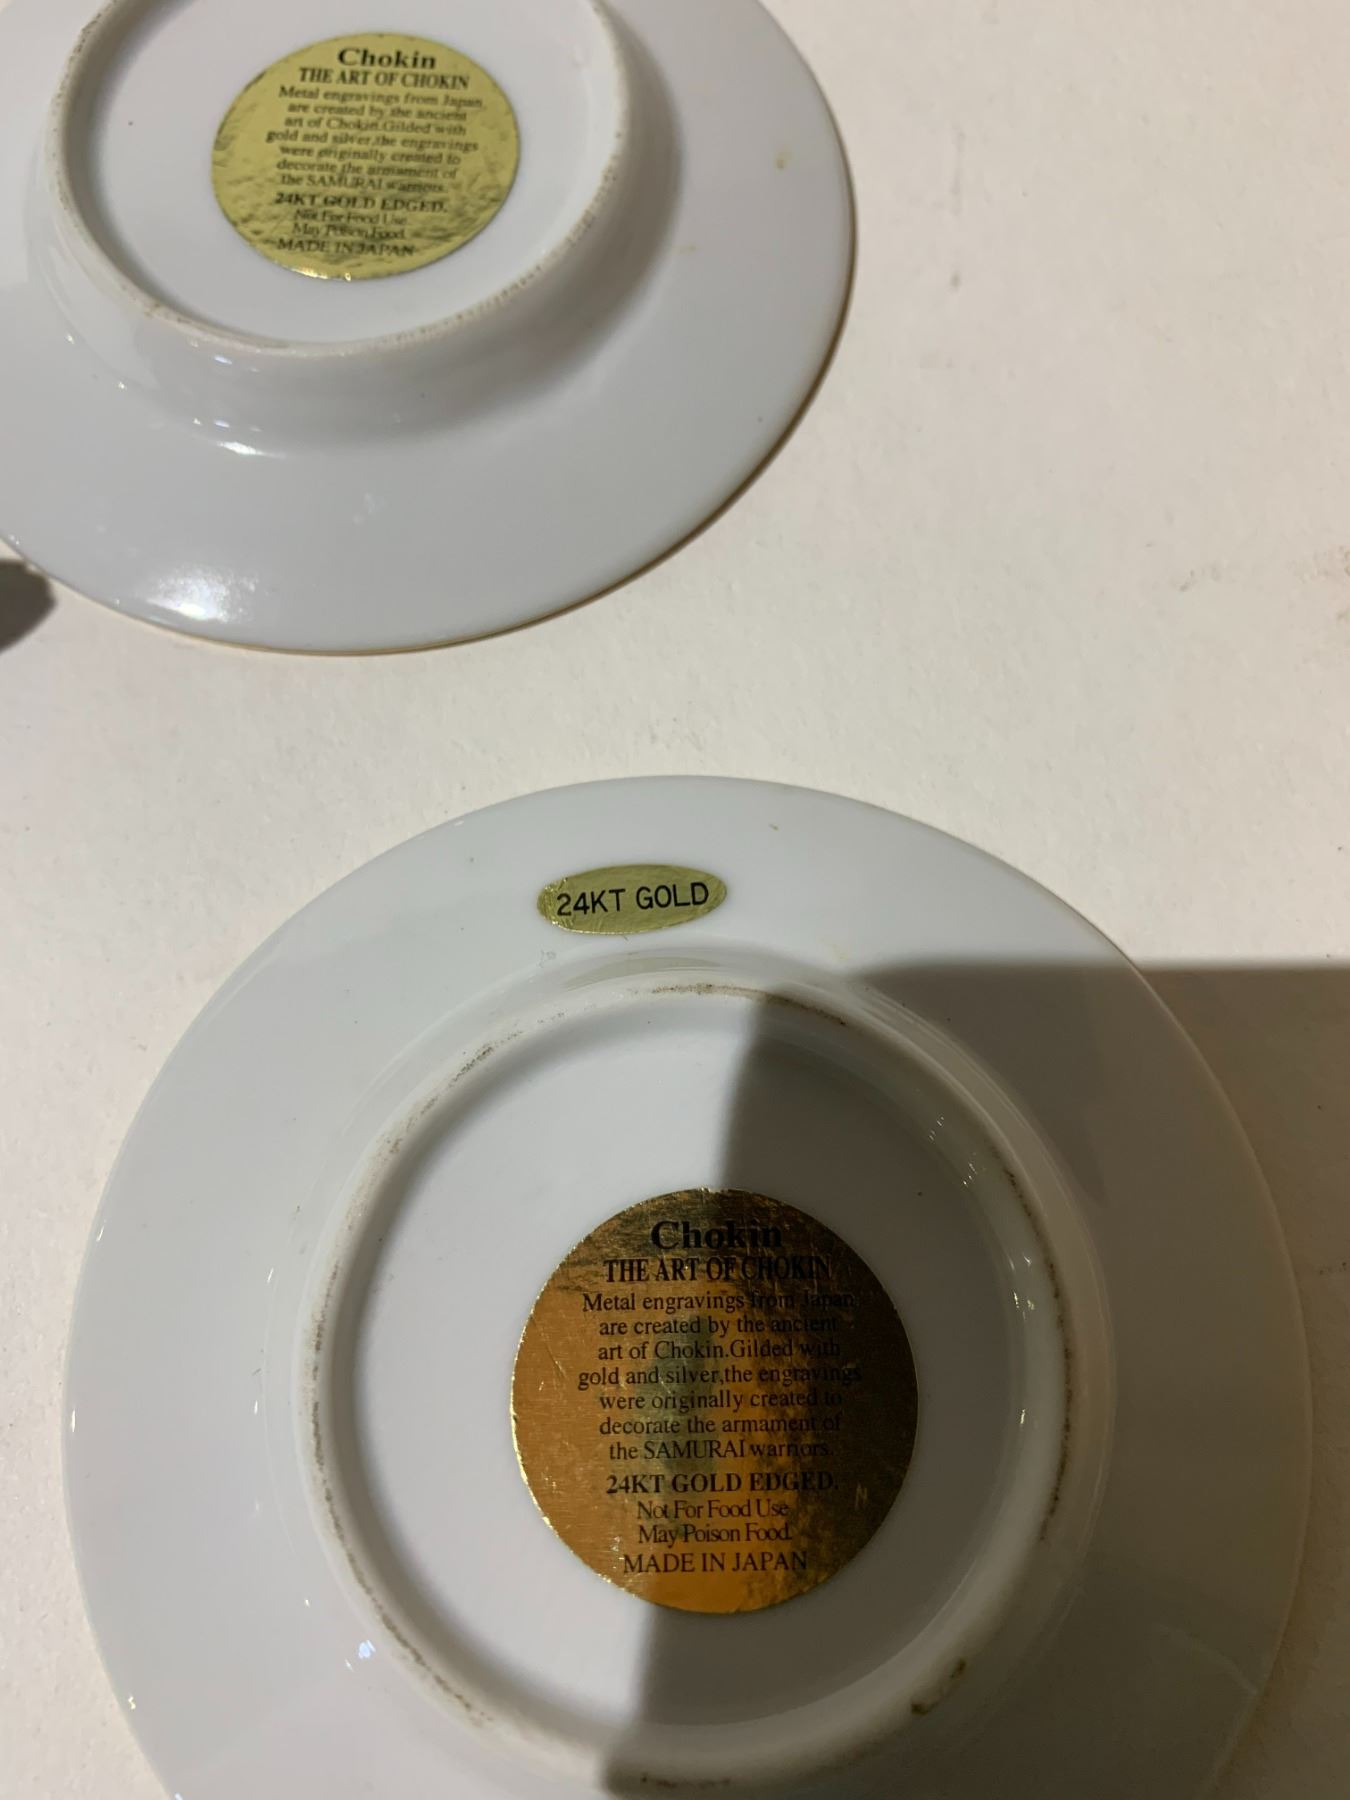 Chokin
THE ART OF CHOKIN
Metal engravings from Japan,
are created by the ancient
art of Chokin.Gilded with
gold and silver,the engravings
were originally created to
decorate the armament of
the SAMURAI warriors.
24KT GOLD EDGED.
Not For Food Use
May Poison Food.
MADE IN JAPAN
24KT GOLD
Chokin
THE ART OF CHOKIN
Metal engravings from Japan,
are created by the ancient
art of Chokin.Gilded with
gold and silver,the engravings
were originally created to
decorate the armament of
the SAMURAI warriors.
24KT GOLD EDGED.
Not For Food Use
May Poison Food.
MADE IN JAPAN